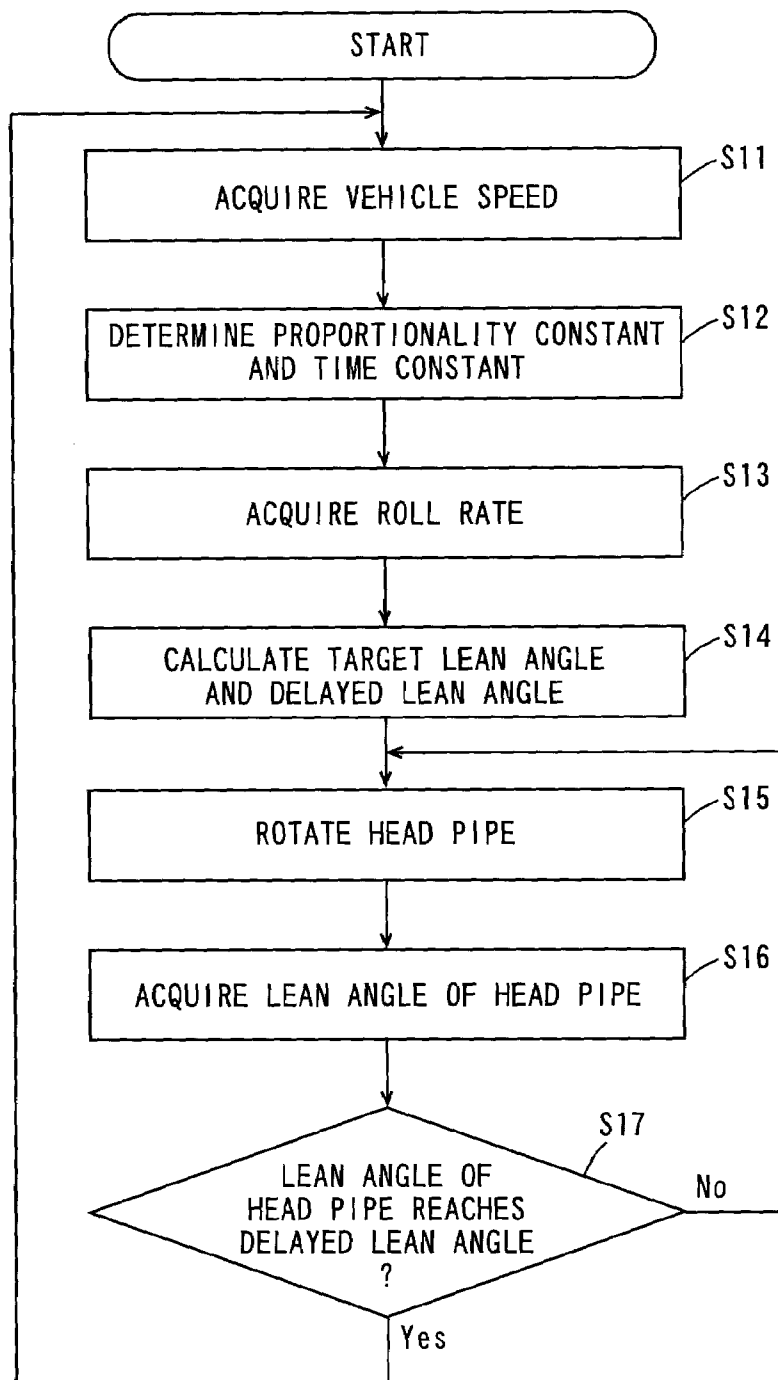 START
S11
ACQUIRE VEHICLE SPEED
S12
DETERMINE PROPORTIONALITY CONSTANT
AND TIME CONSTANT
S13
ACQUIRE ROLL RATE
S14
CALCULATE TARGET LEAN ANGLE
AND DELAYED LEAN ANGLE
S15
ROTATE HEAD PIPE
S16
ACQUIRE LEAN ANGLE OF HEAD PIPE
S17
LEAN ANGLE OF
HEAD PIPE REACHES
DELAYED LEAN ANGLE
?
No
Yes